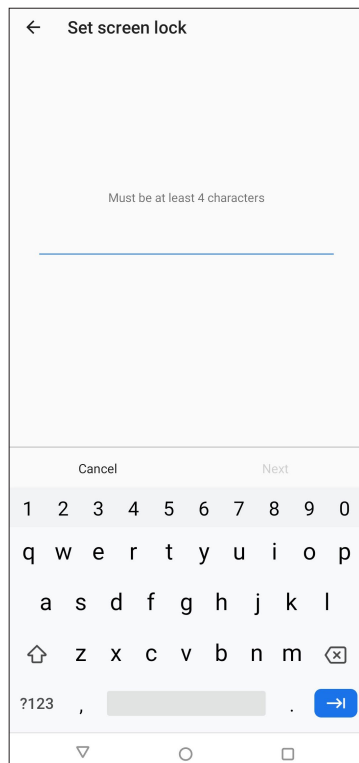 Set screen lock
Must be at least 4 characters
Cancel Next
1 2 3 4 5 6 7 8 9 0
q w e r t y u i o p
a s d f g h j k l
z x c v b n m
?123 , .